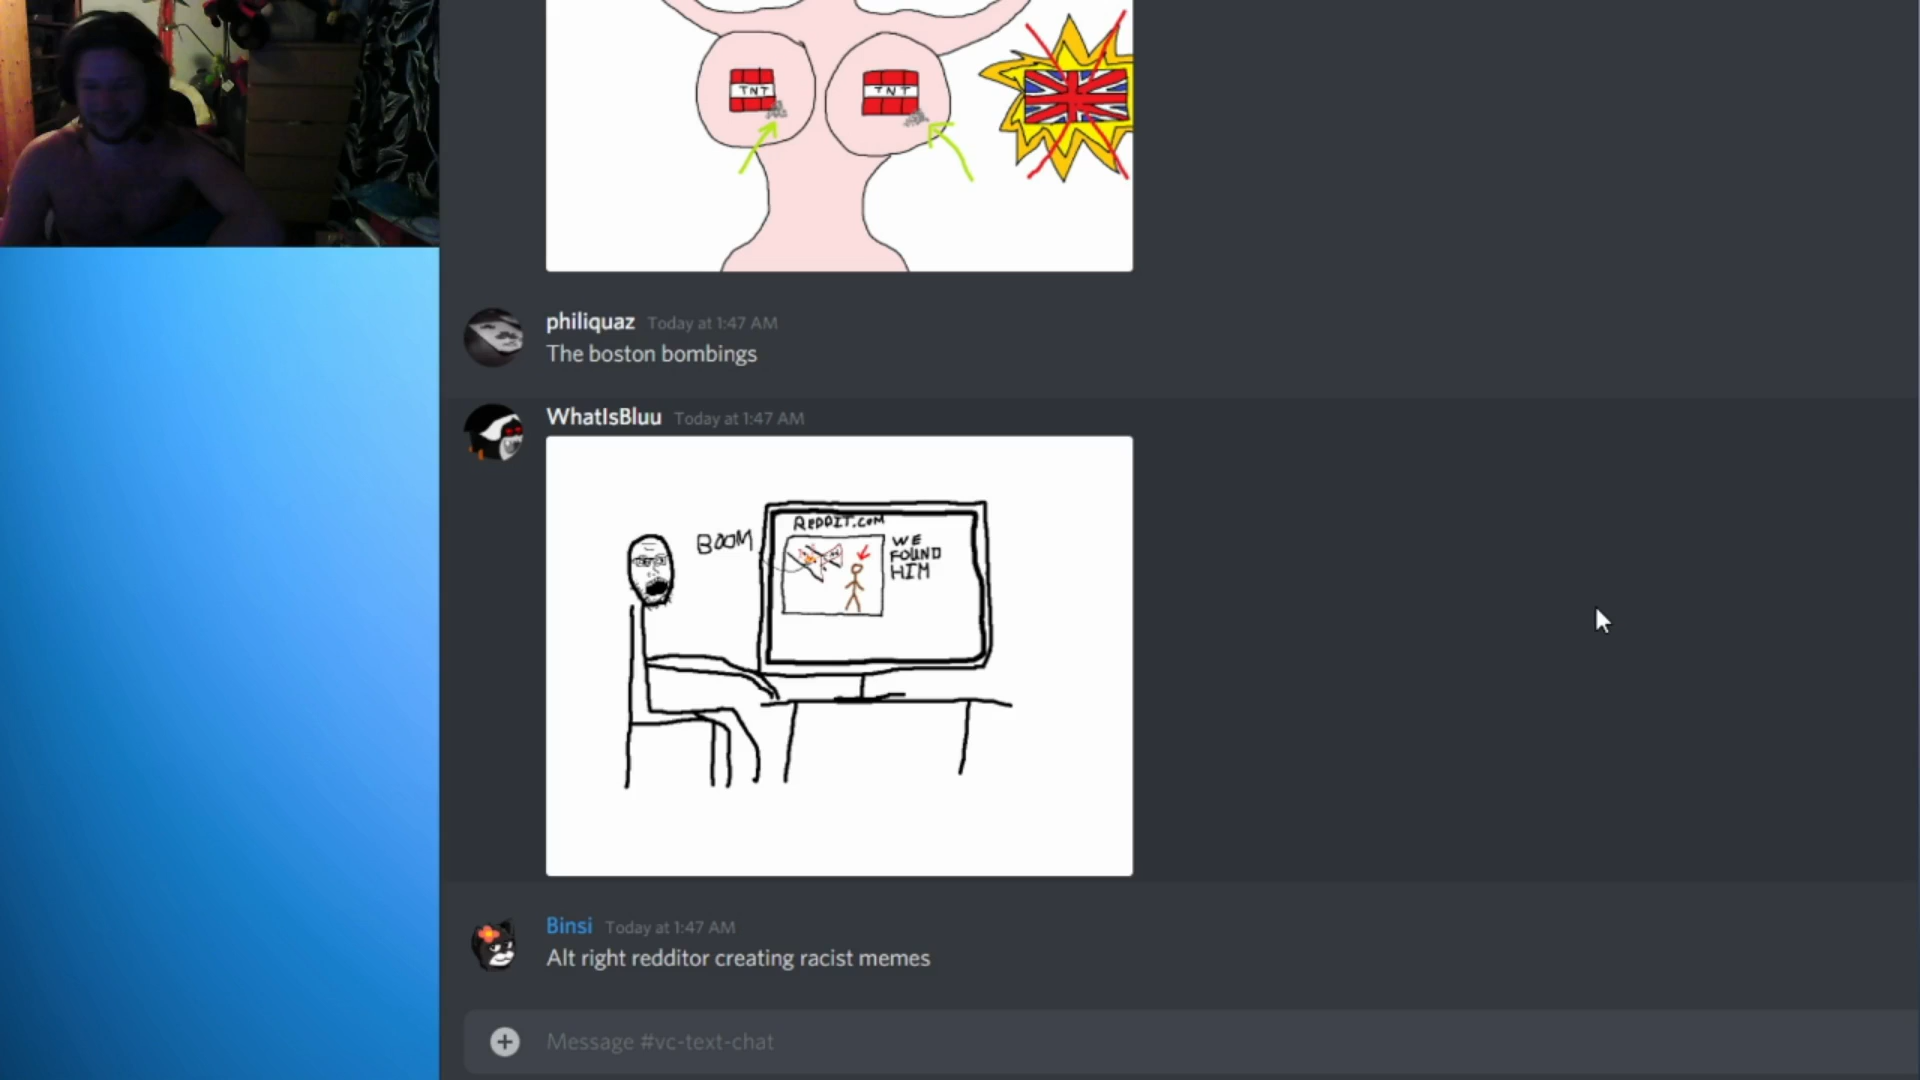 TNT
TNT
philiquaz Today at 1:47 AM
The boston bombings
WhatIsBluu Today at 1:47 AM
REDDIT.COM
BOOM
WE
FOUND
HIM
Binsi Today at 1:47 AM
Alt right redditor creating racist memes
Message #vc-text-chat